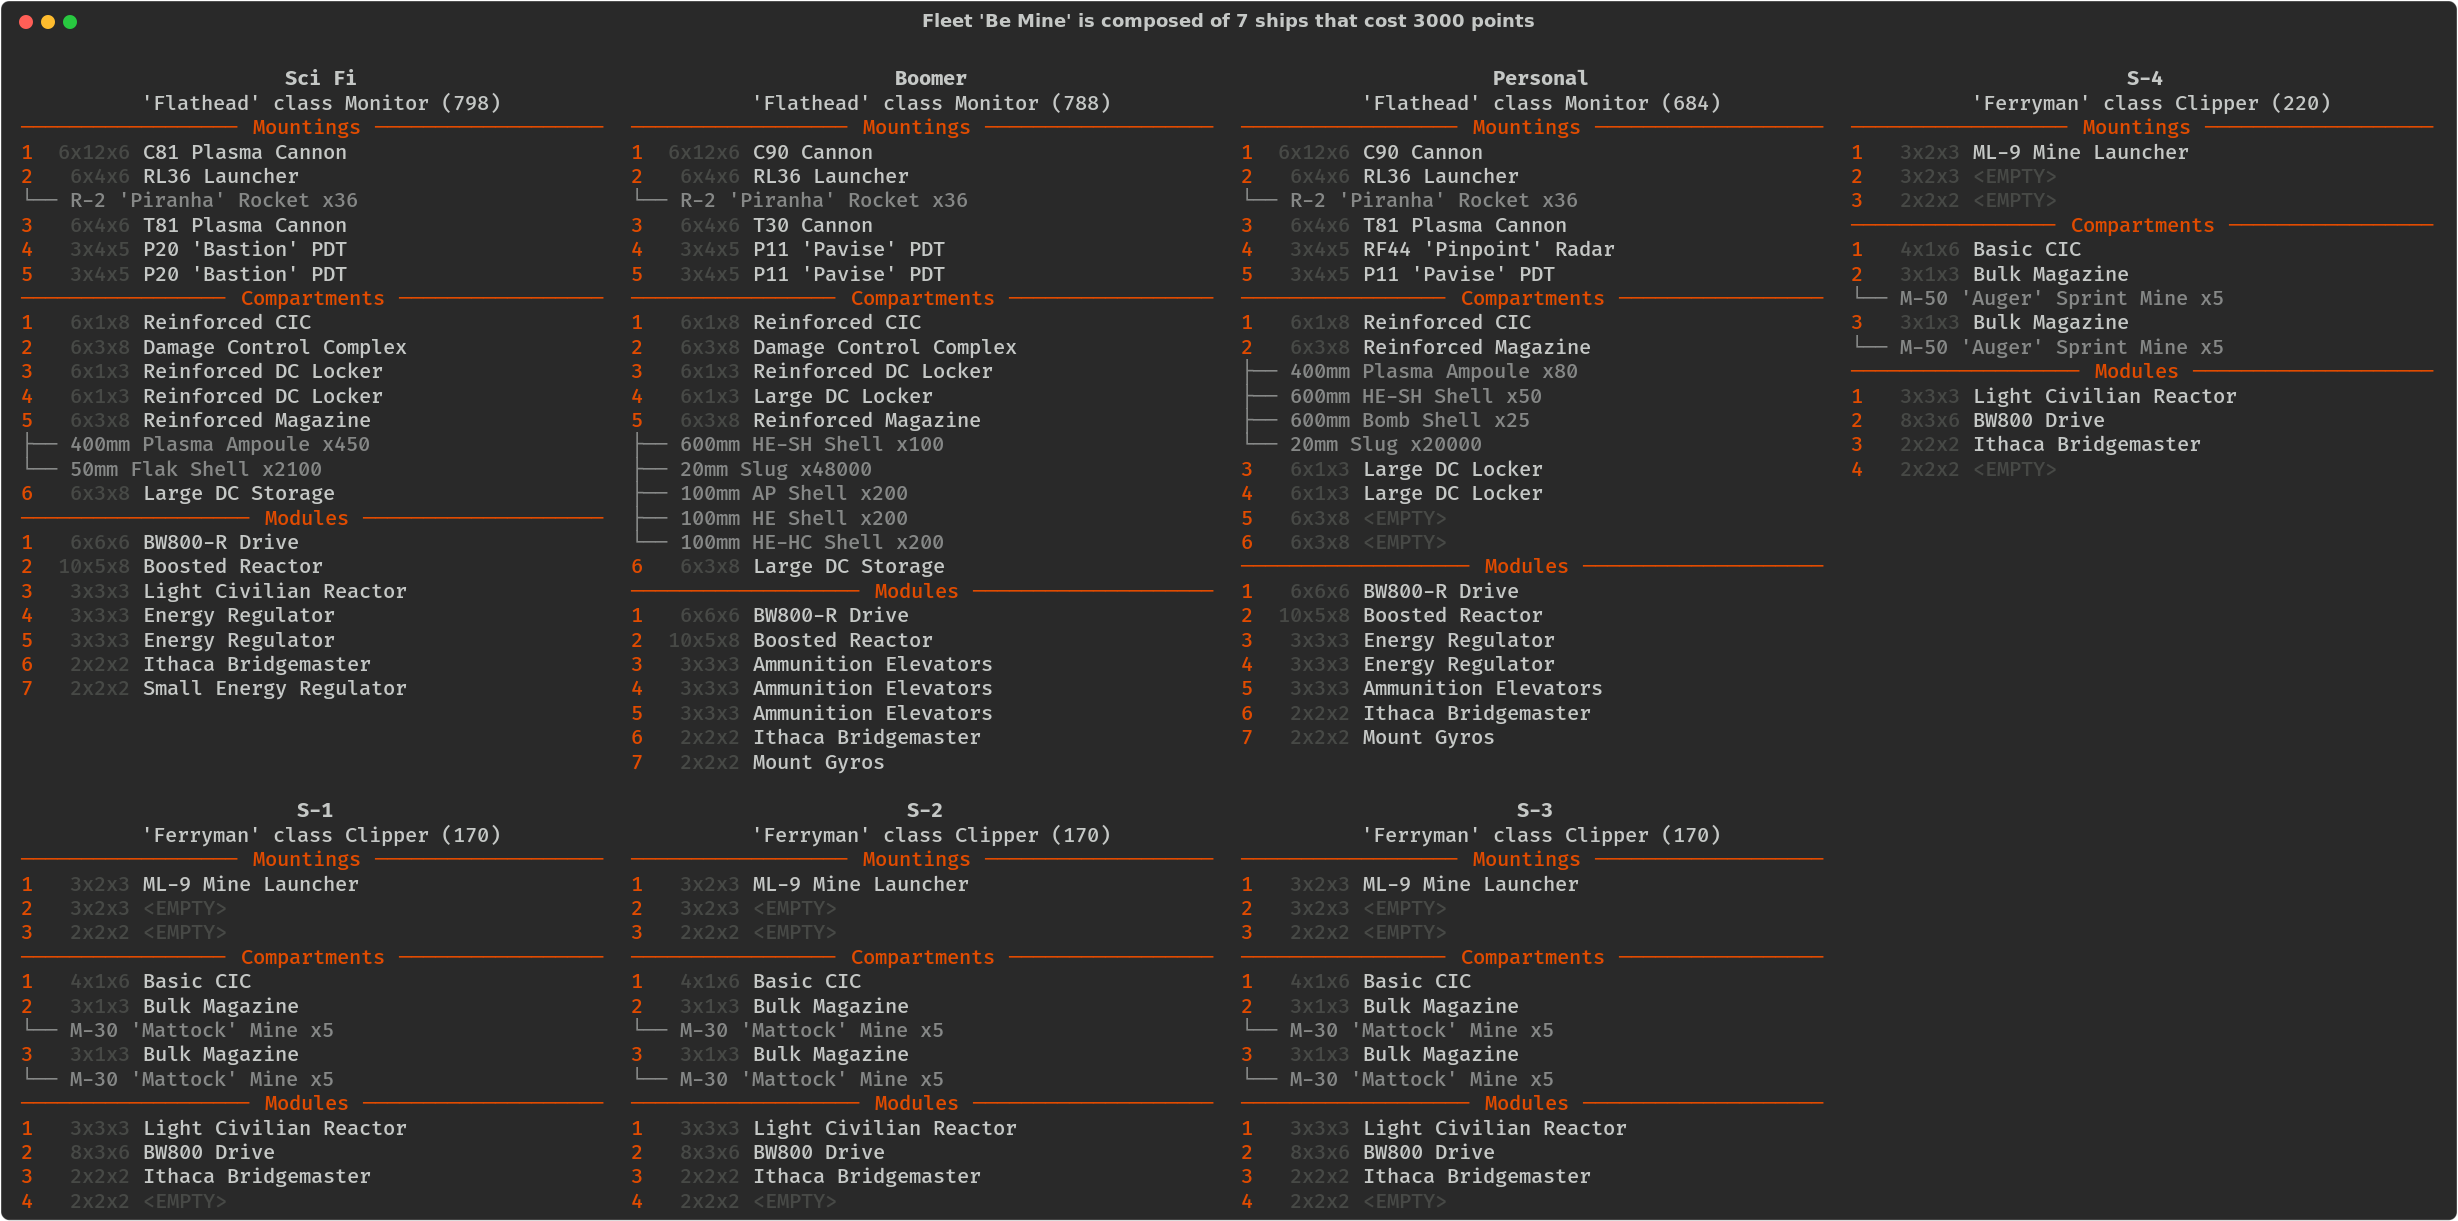 Fleet 'Be Mine' is composed of 7 ships that cost 3000 points
Sci Fi
'Flathead' class Monitor (798)
Mountings
1 6x12x6 C81 Plasma Cannon
2 6x4x6 RL36 Launcher
R-2 'Piranha' Rocket x36
3 6x4x6 T81 Plasma Cannon
4 3x4x5 P20 'Bastion' PDT
5 3x4x5 P20 'Bastion' PDT
Compartments
1 6x1x8 Reinforced CIC
2 6x3x8 Damage Control Complex
3 6x1x3 Reinforced DC Locker
4 6x1x3 Reinforced DC Locker
5 6x3x8 Reinforced Magazine
400mm Plasma Ampoule x450
50mm Flak Shell x2100
6 6x3x8 Large DC Storage
Modules
1 6x6x6 BW800-R Drive
2 10x5x8 Boosted Reactor
3 3x3x3 Light Civilian Reactor
4 3x3x3 Energy Regulator
5 3x3x3 Energy Regulator
6 2x2x2 Ithaca Bridgemaster
7 2x2x2 Small Energy Regulator
Boomer
'Flathead' class Monitor (788)
Mountings
1 6x12x6 C90 Cannon
2 6x4x6 RL36 Launcher
R-2 'Piranha' Rocket x36
3 6x4x6 T30 Cannon
4 3x4x5 P11 'Pavise' PDT
5 3x4x5 P11 'Pavise' PDT
Compartments
1 6x1x8 Reinforced CIC
2 6x3x8 Damage Control Complex
3 6x1x3 Reinforced DC Locker
4 6x1x3 Large DC Locker
5 6x3x8 Reinforced Magazine
600mm HE-SH Shell x100
20mm Slug x48000
100mm AP Shell x200
100mm HE Shell x200
100mm HE-HC Shell x200
6 6x3x8 Large DC Storage
Modules
1 6x6x6 BW800-R Drive
2 10x5x8 Boosted Reactor
3 3x3x3 Ammunition Elevators
4 3x3x3 Ammunition Elevators
5 3x3x3 Ammunition Elevators
6 2x2x2 Ithaca Bridgemaster
7 2x2x2 Mount Gyros
Personal
'Flathead' class Monitor (684)
Mountings
1 6x12x6 C90 Cannon
2 6x4x6 RL36 Launcher
R-2 'Piranha' Rocket x36
3 6x4x6 T81 Plasma Cannon
4 3x4x5 RF44 'Pinpoint' Radar
5 3x4x5 P11 'Pavise' PDT
Compartments
1 6x1x8 Reinforced CIC
2 6x3x8 Reinforced Magazine
400mm Plasma Ampoule x80
600mm HE-SH Shell x50
600mm Bomb Shell x25
20mm Slug x20000
3 6x1x3 Large DC Locker
4 6x1x3 Large DC Locker
5 6x3x8 <EMPTY>
6 6x3x8 <EMPTY>
Modules
1 6x6x6 BW800-R Drive
2 10x5x8 Boosted Reactor
3 3x3x3 Energy Regulator
4 3x3x3 Energy Regulator
5 3x3x3 Ammunition Elevators
6 2x2x2 Ithaca Bridgemaster
7 2x2x2 Mount Gyros
S-4
'Ferryman' class Clipper (220)
Mountings
1 3x2x3 ML-9 Mine Launcher
2 3x2x3 <EMPTY>
3 2x2x2 <EMPTY>
Compartments
1 4x1x6 Basic CIC
2 3x1x3 Bulk Magazine
M-50 'Auger' Sprint Mine x5
3 3x1x3 Bulk Magazine
M-50 'Auger' Sprint Mine x5
Modules
1 3x3x3 Light Civilian Reactor
2 8x3x6 BW800 Drive
3 2x2x2 Ithaca Bridgemaster
4 2x2x2 <EMPTY>
S-1
'Ferryman' class Clipper (170)
Mountings
1 3x2x3 ML-9 Mine Launcher
2 3x2x3 <EMPTY>
3 2x2x2 <EMPTY>
Compartments
1 4x1x6 Basic CIC
2 3x1x3 Bulk Magazine
M-30 'Mattock' Mine x5
3 3x1x3 Bulk Magazine
M-30 'Mattock' Mine x5
Modules
1 3x3x3 Light Civilian Reactor
2 8x3x6 BW800 Drive
3 2x2x2 Ithaca Bridgemaster
4 2x2x2 <EMPTY>
S-2
'Ferryman' class Clipper (170)
Mountings
1 3x2x3 ML-9 Mine Launcher
2 3x2x3 <EMPTY>
3 2x2x2 <EMPTY>
Compartments
1 4x1x6 Basic CIC
2 3x1x3 Bulk Magazine
M-30 'Mattock' Mine x5
3 3x1x3 Bulk Magazine
M-30 'Mattock' Mine x5
Modules
1 3x3x3 Light Civilian Reactor
2 8x3x6 BW800 Drive
3 2x2x2 Ithaca Bridgemaster
4 2x2x2 <EMPTY>
S-3
'Ferryman' class Clipper (170)
Mountings
1 3x2x3 ML-9 Mine Launcher
2 3x2x3 <EMPTY>
3 2x2x2 <EMPTY>
Compartments
1 4x1x6 Basic CIC
2 3x1x3 Bulk Magazine
M-30 'Mattock' Mine x5
3 3x1x3 Bulk Magazine
M-30 'Mattock' Mine x5
Modules
1 3x3x3 Light Civilian Reactor
2 8x3x6 BW800 Drive
3 2x2x2 Ithaca Bridgemaster
4 2x2x2 <EMPTY>